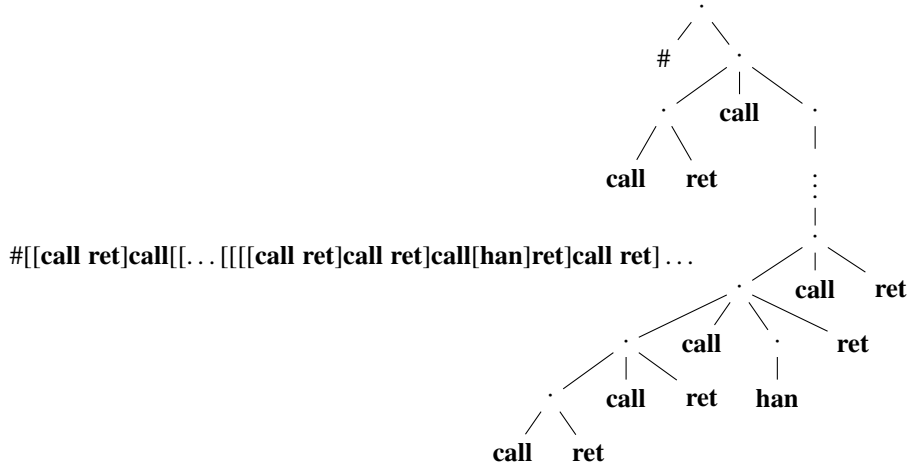 #
call
call ret
#[[call ret]call[[. . . [[[[call ret]call ret]call[han]ret]call ret] . . .
call ret
call ret
call ret han
call ret